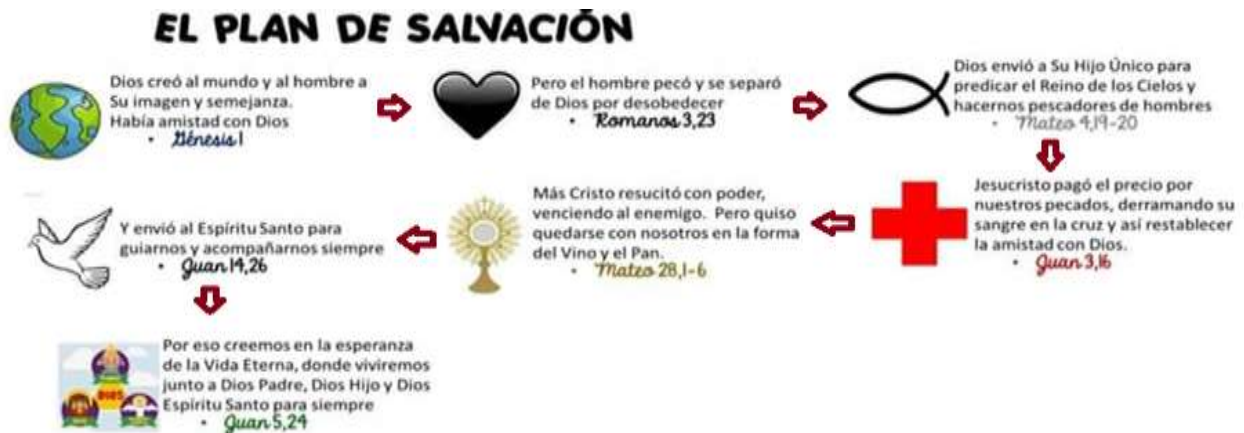 EL PLAN DE SALVACIÓN
Dios creó al mundo y al hombre a
Su imagen y semejanza.
Había amistad con Dios
• Génesis 1
Pero el hombre pecó y se separó
de Dios por desobedecer
• Romanos 3,23
Dios envió a Su Hijo Único para
predicar el Reino de los Cielos y
hacernos pescadores de hombres
• Mateo 4,19-20
Jesucristo pagó el precio por
nuestros pecados, derramando su
sangre en la cruz y así restablecer
la amistad con Dios.
• Juan 3,16
Más Cristo resucitó con poder,
venciendo al enemigo. Pero quiso
quedarse con nosotros en la forma
del Vino y el Pan.
• Mateo 28,1-6
Y envió al Espíritu Santo para
guiarnos y acompañarnos siempre
• Juan 14,26
Por eso creemos en la esperanza
de la Vida Eterna, donde viviremos
junto a Dios Padre, Dios Hijo y Dios
Espíritu Santo para siempre
• Juan 5,24
DIOS